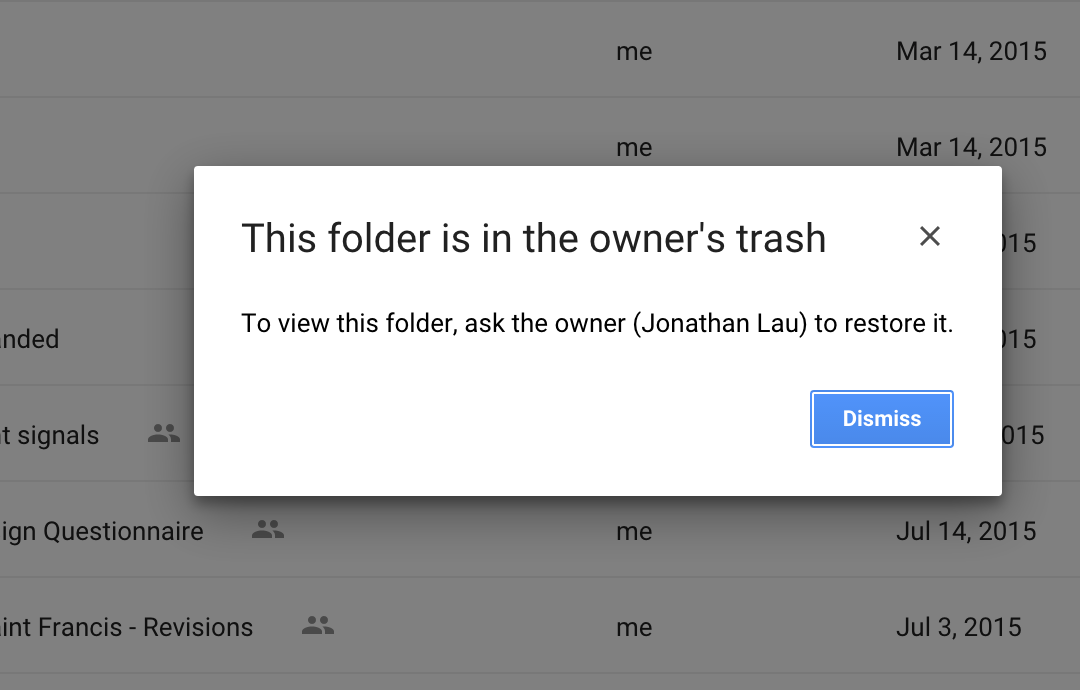 me Mar 14, 2015
me Mar 14, 2015
This folder is in the owner's trash
To view this folder, ask the owner (Jonathan Lau) to restore it.
Dismiss
015
nded 015
t signals 015
ign Questionnaire me Jul 14, 2015
int Francis - Revisions me Jul 3, 2015